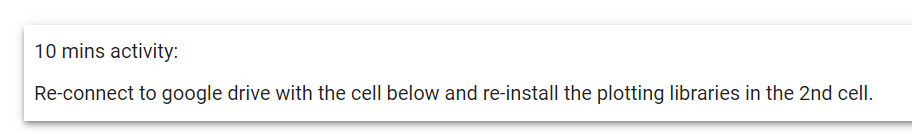 10 mins activity:
Re-connect to google drive with the cell below and re-install the plotting libraries in the 2nd cell.